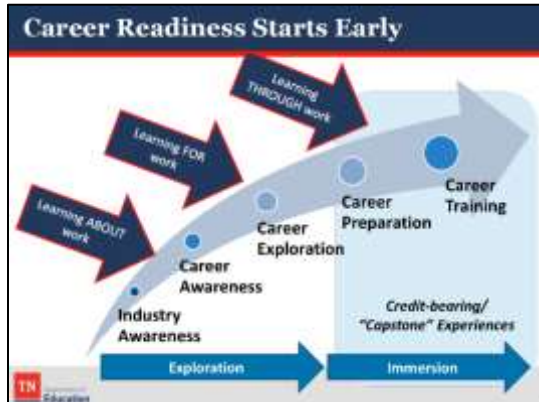 Career Readiness Starts Early
Learning
THROUGH work
Learning FOR
work
Learning ABOUT
work
Career
Training
Career
Preparation
Career
Exploration
Career
Awareness
Industry
Awareness
Credit-bearing/
"Capstone" Experiences
Exploration
Immersion
TN
Education